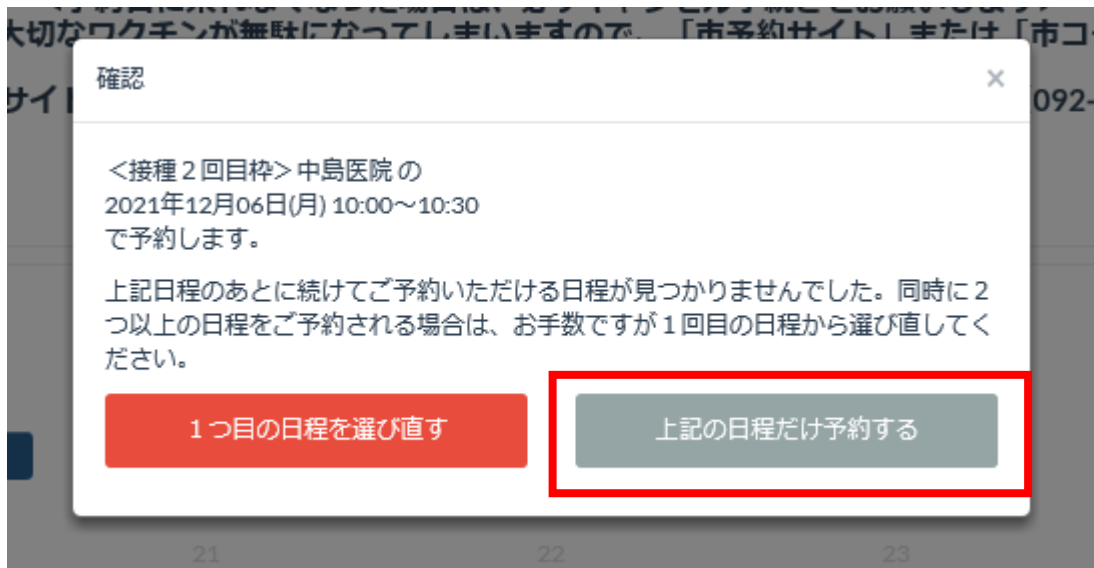 大切なワクチンが無駄になってしまいますので、「市予約サイト」または「市コ
サイト
092-
確認
×
＜接種２回目枠＞中島医院 の
2021年12月06日(月) 10:00～10:30
で予約します。
上記日程のあとに続けてご予約いただける日程が見つかりませんでした。同時に２
つ以上の日程をご予約される場合は、お手数ですが１回目の日程から選び直してく
ださい。
１つ目の日程を選び直す
上記の日程だけ予約する
21
22
23